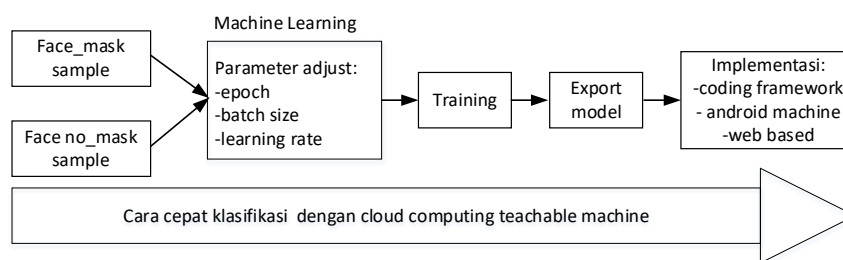 Machine Learning
Face_mask
sample
Face no_mask
sample
Parameter adjust:
-epoch
-batch size
-learning rate
Training
Export
model
Implementasi:
-coding framework
- android machine
-web based
Cara cepat klasifikasi  dengan cloud computing teachable machine